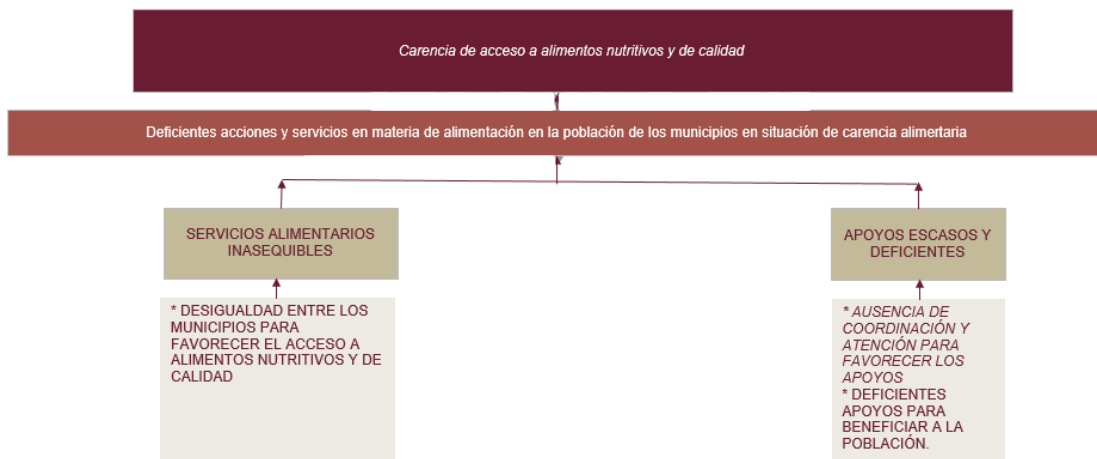 Carencia de acceso a alimentos nutritivos y de calidad
Deficientes acciones y servicios en materia de alimentación en la población de los municipios en situación de carencia alimentaria
SERVICIOS ALIMENTARIOS
INASEQUIBLES
APOYOS ESCASOS Y
DEFICIENTES
* DESIGUALDAD ENTRE LOS
MUNICIPIOS PARA
FAVORECER EL ACCESO A
ALIMENTOS NUTRITIVOS Y DE
CALIDAD
* AUSENCIA DE
COORDINACIÓN Y
ATENCIÓN PARA
FAVORECER LOS
APOYOS
* DEFICIENTES
APOYOS PARA
BENEFICIAR A LA
POBLACIÓN.